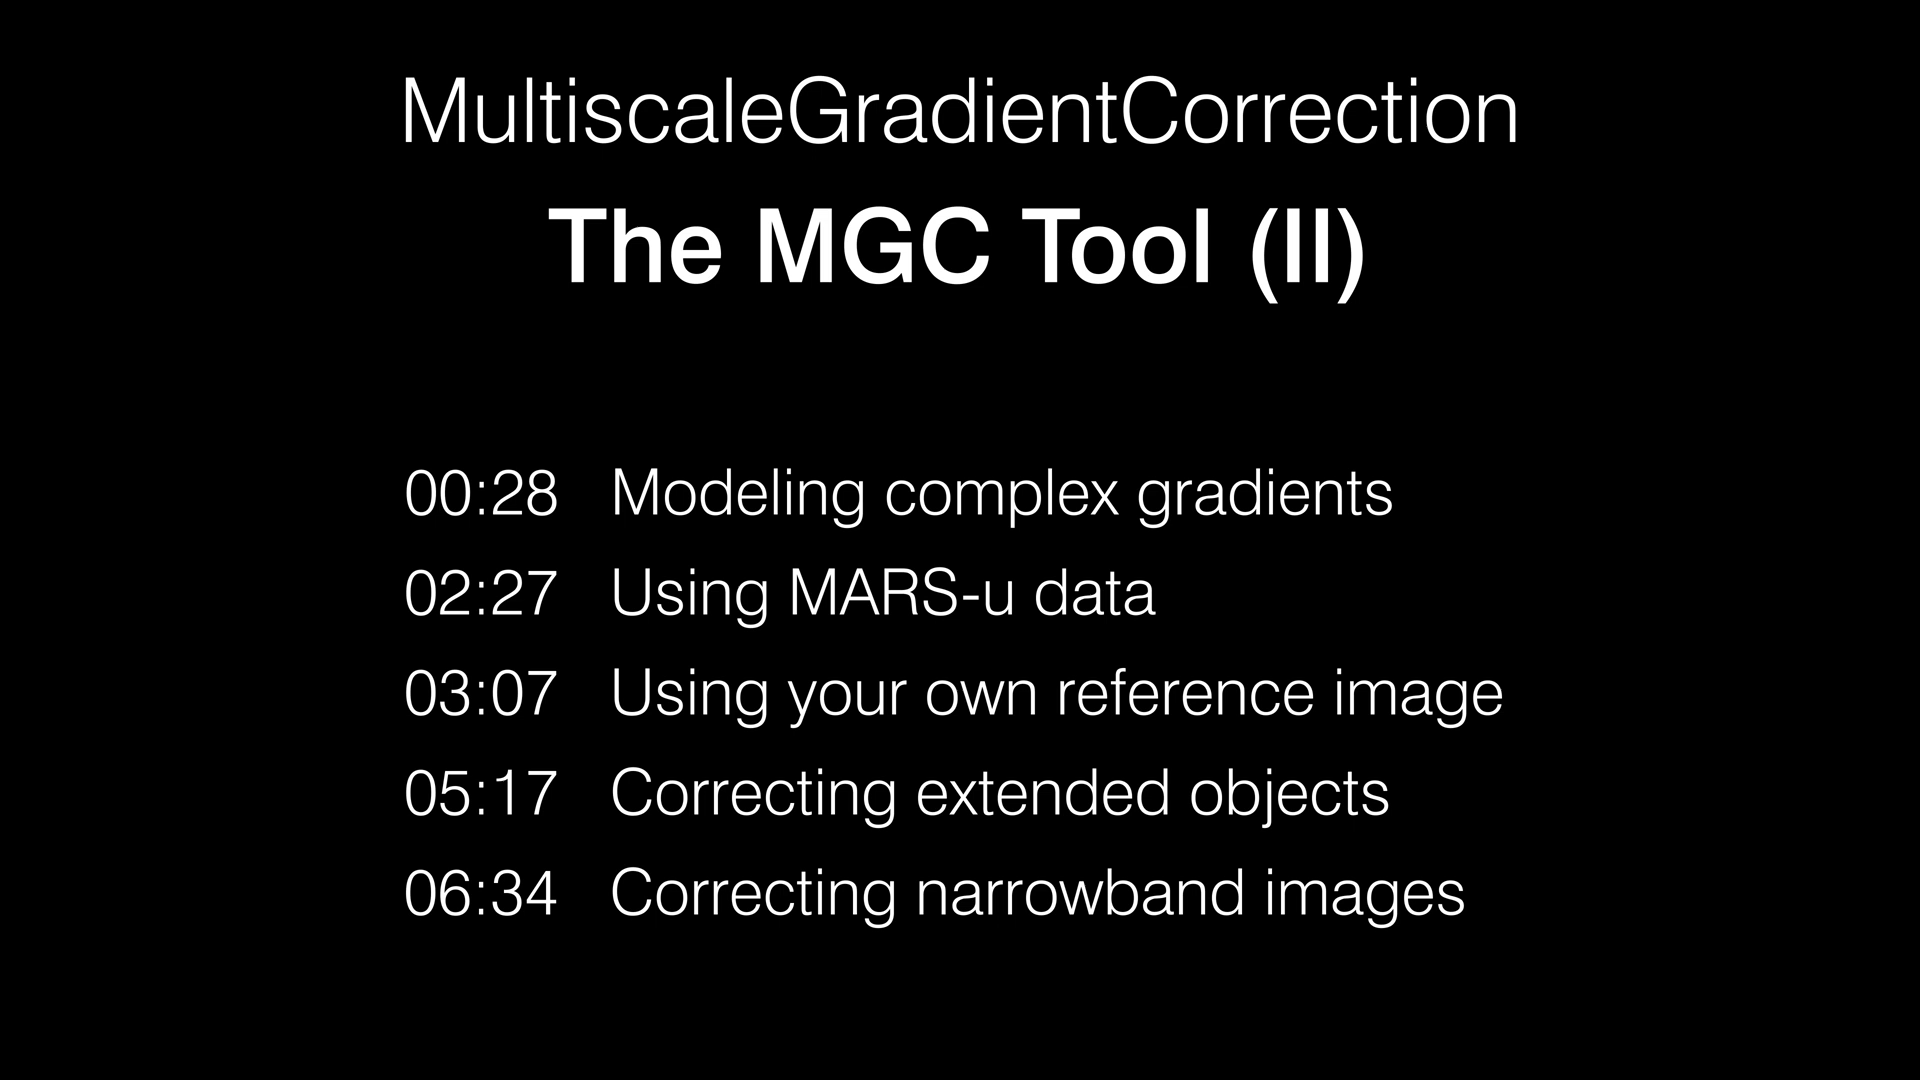 MultiscaleGradientCorrection
The MGC Tool (II)
00:28 Modeling complex gradients
02:27 Using MARS-u data
03:07 Using your own reference image
05:17 Correcting extended objects
06:34 Correcting narrowband images